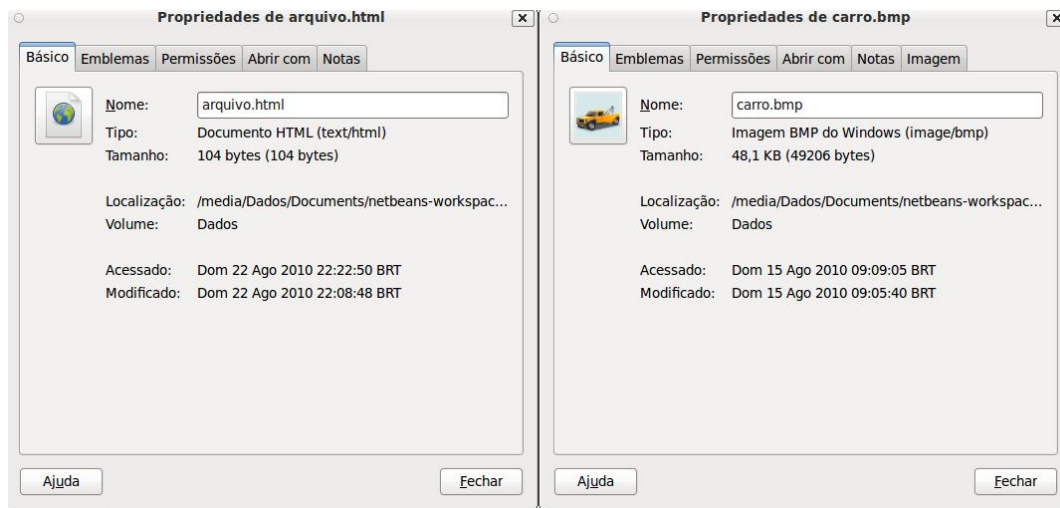 Propriedades de arquivo.html
Básico Emblemas Permissões Abrir com Notas
Nome: arquivo.html
Tipo: Documento HTML (text/html)
Tamanho: 104 bytes (104 bytes)
Localização: /media/Dados/Documents/netbeans-workspac...
Volume: Dados
Acessado: Dom 22 Ago 2010 22:22:50 BRT
Modificado: Dom 22 Ago 2010 22:08:48 BRT
Ajuda Fechar
Propriedades de carro.bmp
Básico Emblemas Permissões Abrir com Notas Imagem
Nome: carro.bmp
Tipo: Imagem BMP do Windows (image/bmp)
Tamanho: 48,1 KB (49206 bytes)
Localização: /media/Dados/Documents/netbeans-workspac...
Volume: Dados
Acessado: Dom 15 Ago 2010 09:09:05 BRT
Modificado: Dom 15 Ago 2010 09:05:40 BRT
Ajuda Fechar